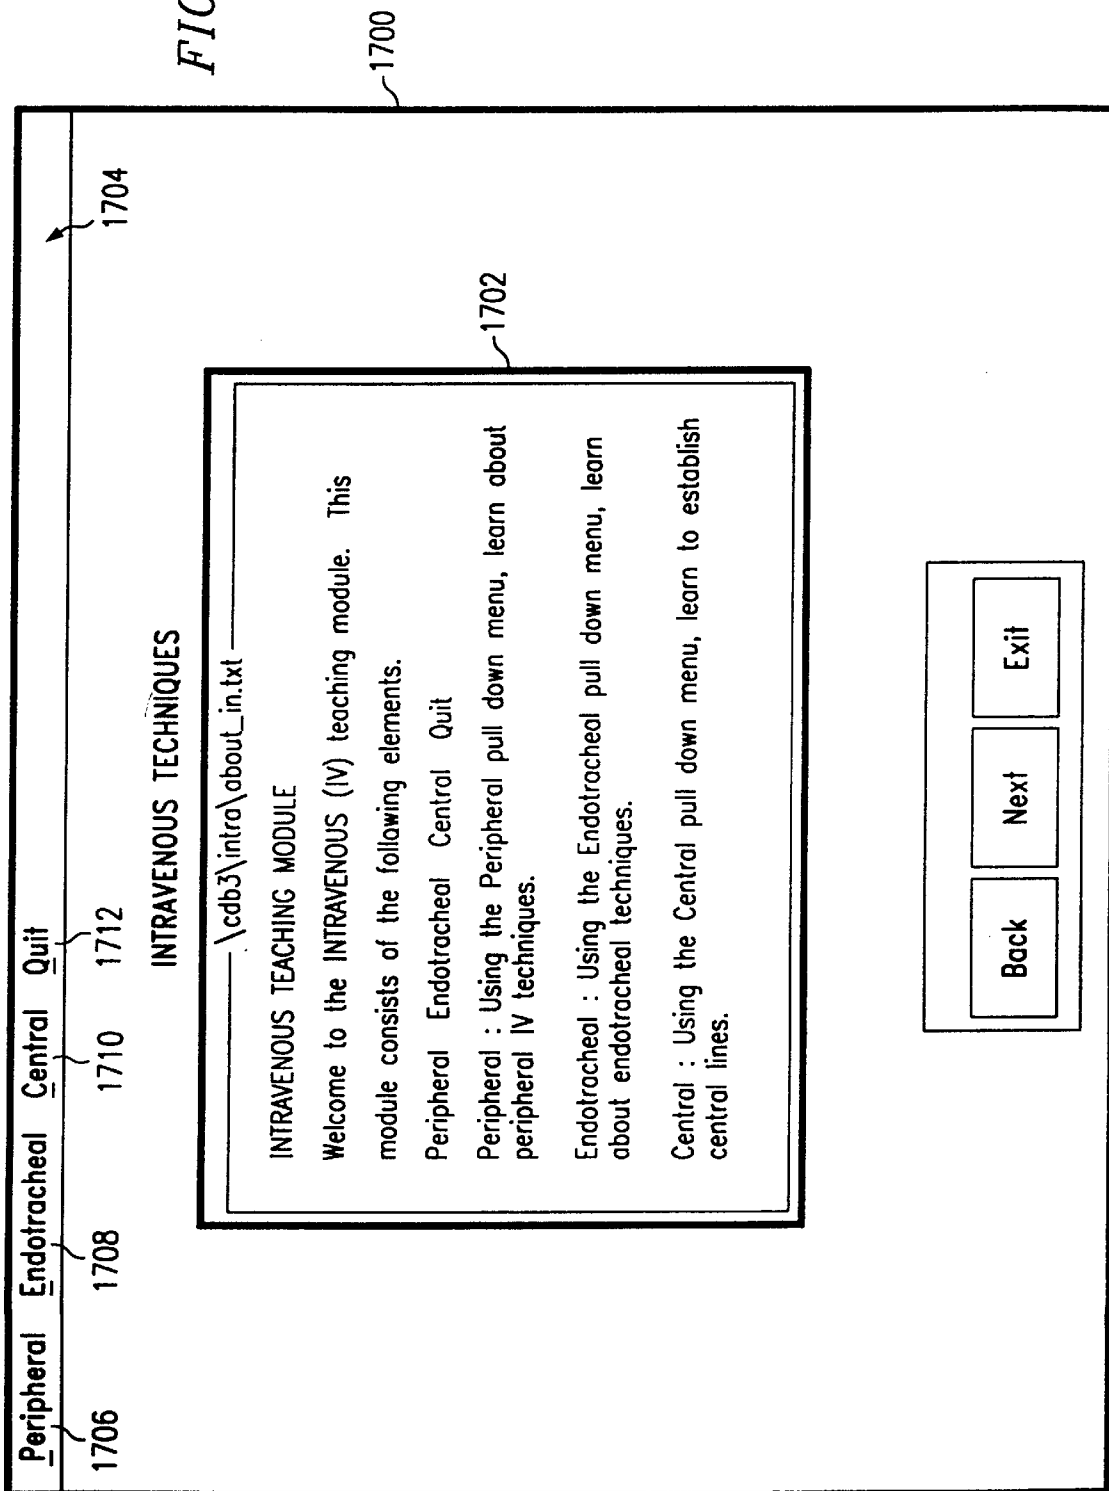 FIG
1700
Peripheral Endotracheal Central Quit
1706 1708 1710 1712 1704
INTRAVENOUS TECHNIQUES
\cdb3\intra\about_in.txt
INTRAVENOUS TEACHING MODULE
Welcome to the INTRAVENOUS (IV) teaching module. This
module consists of the following elements.
Peripheral Endotracheal Central Quit
Peripheral : Using the Peripheral pull down menu, learn about
peripheral IV techniques.
Endotracheal : Using the Endotracheal pull down menu, learn
about endotracheal techniques.
Central : Using the Central pull down menu, learn to establish
central lines.
1702
Back Next Exit